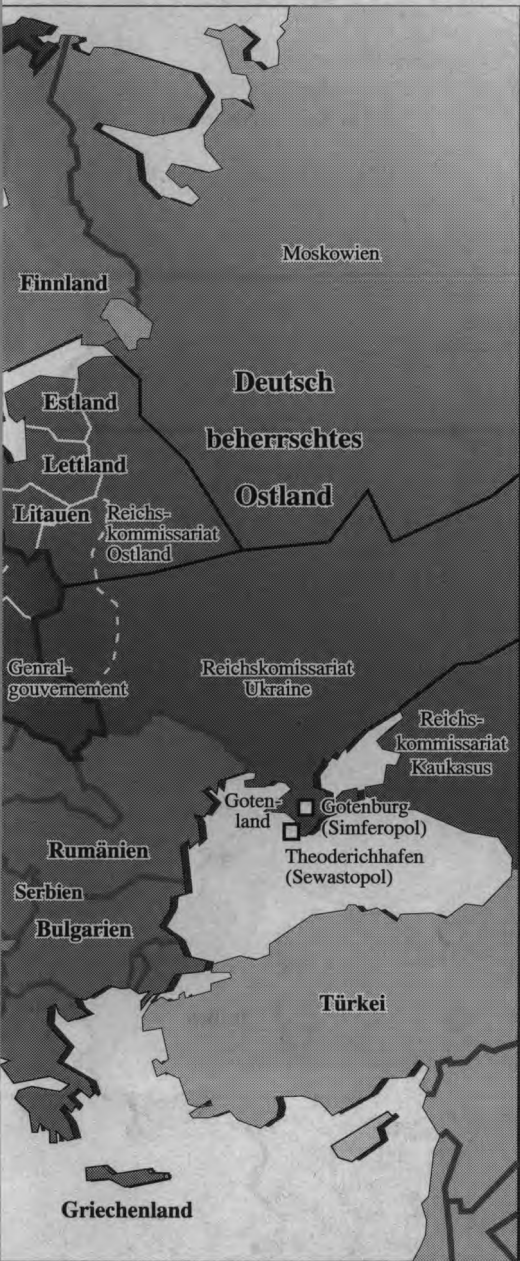 Moskowien
Finnland
Deutsch
beherrschtes
Ostland
Estland
Lettland
Litauen
Reichs-
kommissariat
Ostland
Genral-
gouvernement
Reichskomissariat
Ukraine
Reichs-
kommissariat
Kaukasus
Goten-
land
Gotenburg
(Simferopol)
Theoderichhafen
(Sewastopol)
Rumänien
Serbien
Bulgarien
Türkei
Griechenland